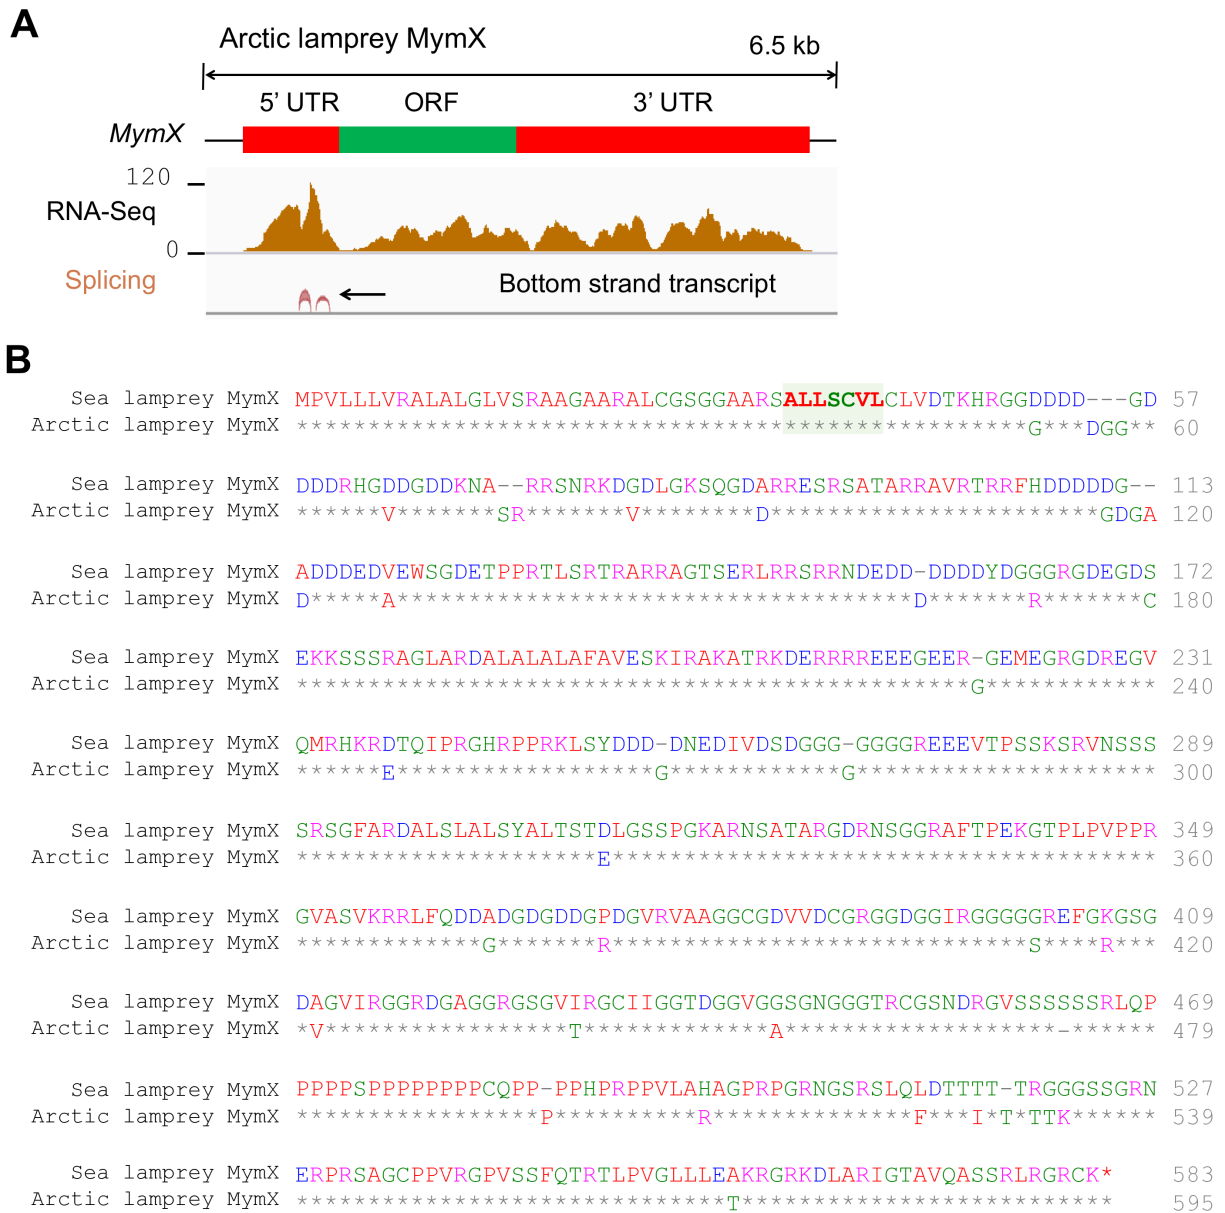 A
Arctic lamprey MymX
6.5 kb
5’ UTR ORF 3’ UTR
MymX
120
RNA-Seq
0
Splicing
Bottom strand transcript
B
Sea lamprey MymX MPVLLLVRALALGLVSRAAGAARALCGSGGAARSALLSCVLCLVDTKHRGGDDDD---GD 57
Arctic lamprey MymX ***************************************************G***DGG** 60
Sea lamprey MymX DDDRHGDDGDDKNA--RRSNRKDGDLGKSQGDARRESRSATARRAVRTRRFHDDDDDG-- 113
Arctic lamprey MymX ******V*******SR*******V********D***********************GDGA 120
Sea lamprey MymX ADDDEDVEWSGDETPPRTLSRTRARRAGTSERLRRSRRNDEDD-DDDDYDGGGRGDEGDS 172
Arctic lamprey MymX D*****A************************************D*******R*******C 180
Sea lamprey MymX EKKSSSRAGLARDALALALAFAVESKIRAKATRKDERRRREEEGEER-GEMEGRGDREGV 231
Arctic lamprey MymX ***********************************************G************ 240
Sea lamprey MymX QMRHKRDTQIPRGHRPPRKLSYDDD-DNEDIVDSDGGG-GGGGREEEVTPSSKSRVNSSS 289
Arctic lamprey MymX ******E******************G************G********************* 300
Sea lamprey MymX SRSGFARDALSLALSYALTSTDLGSSPGKARNSATARGDRNSGGRAFTPEKGTPLPVPPR 349
Arctic lamprey MymX *********************E************************************** 360
Sea lamprey MymX GVASVKRRLFQDDADGDGDDGPDGVRVAAGGCGDVVDCGRGGDGGIRGGGGGREFGKGSG 409
Arctic lamprey MymX *************G*******R*****************************S****R*** 420
Sea lamprey MymX DAGVIRGGRDGAGGRGSGVIRGCIIGGTDGGVGGSGNGGGTRCGSNDRGVSSSSSSRLQP 469
Arctic lamprey MymX *V*****************T*************A*******************-****** 479
Sea lamprey MymX PPPPSPPPPPPPPCQPP-PPHPRPPVLAHAGPRPGRNGSRSLQLDTTTT-TRGGGSSGRN 527
Arctic lamprey MymX *****************P**********R**************F***I*T*TTK****** 539
Sea lamprey MymX ERPRSAGCPPVRGPVSSFQTRTLPVGLLLEAKRGRKDLARIGTAVQASSRLRGRCK* 583
Arctic lamprey MymX ******************************T************************** 595